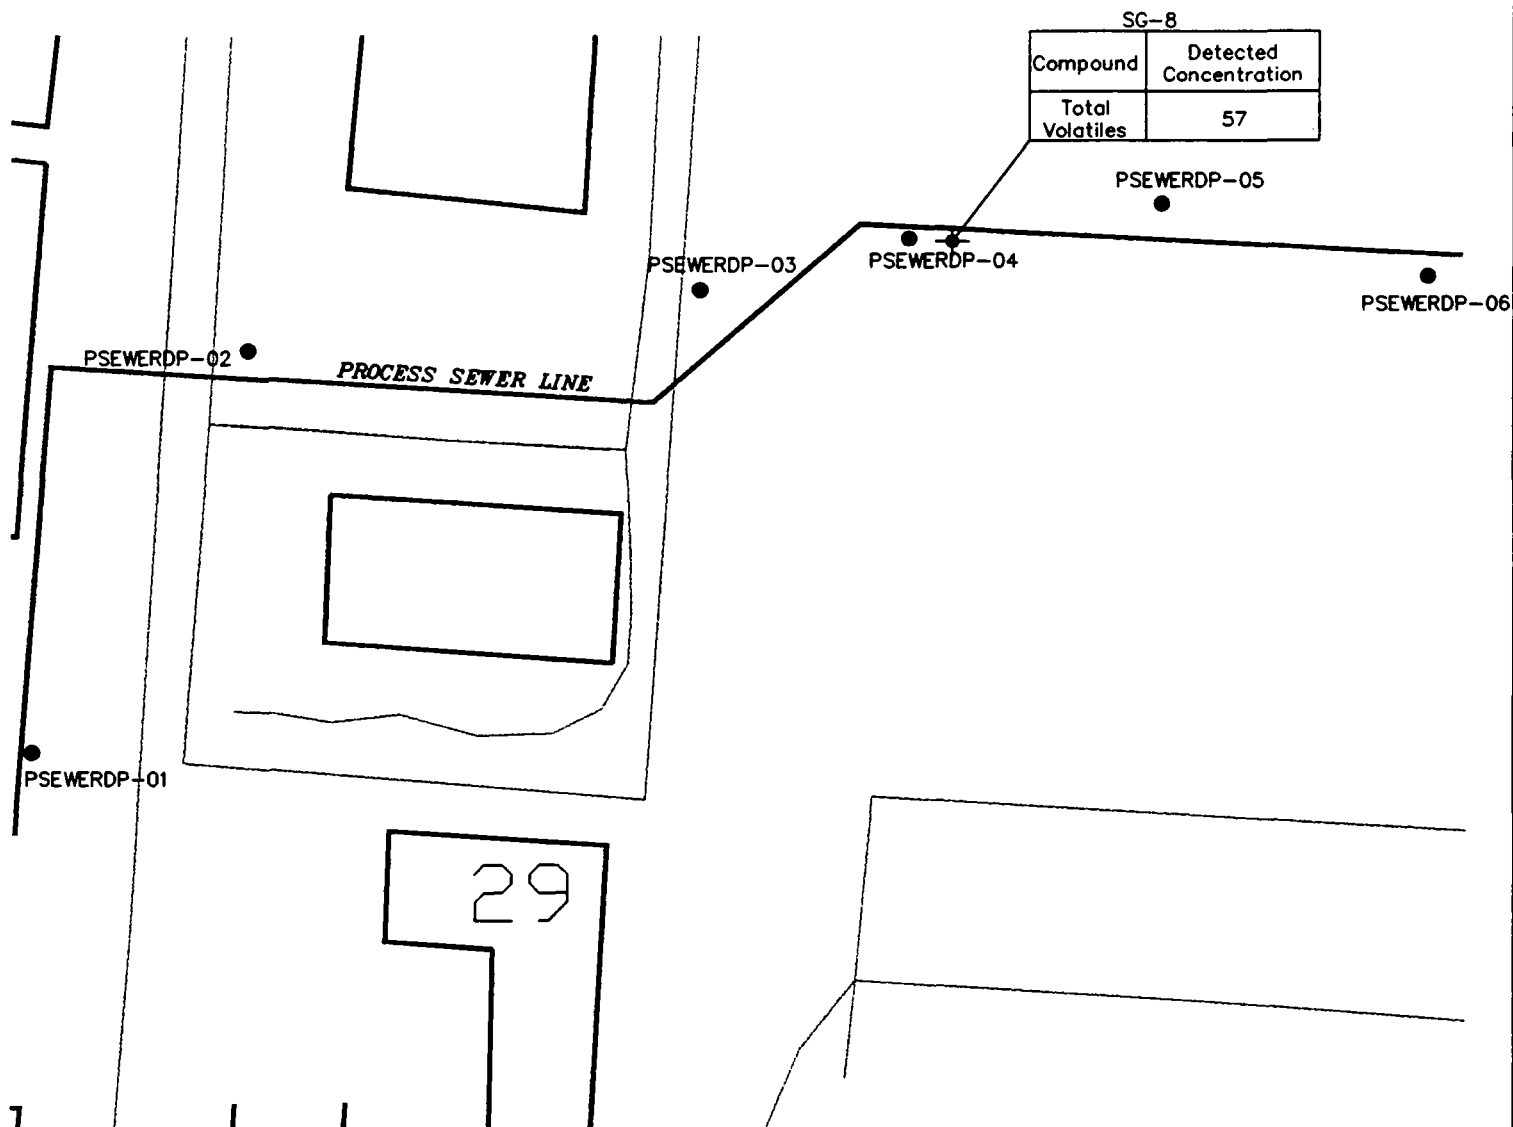 SG-8
Compound
Detected
Concentration
Total
Volatiles
57
PSEWERDP-05
PSEWERDP-03
PSEWERDP-04
PSEWERDP-06
PSEWERDP-02
PROCESS SEWER LINE
PSEWERDP-01
29